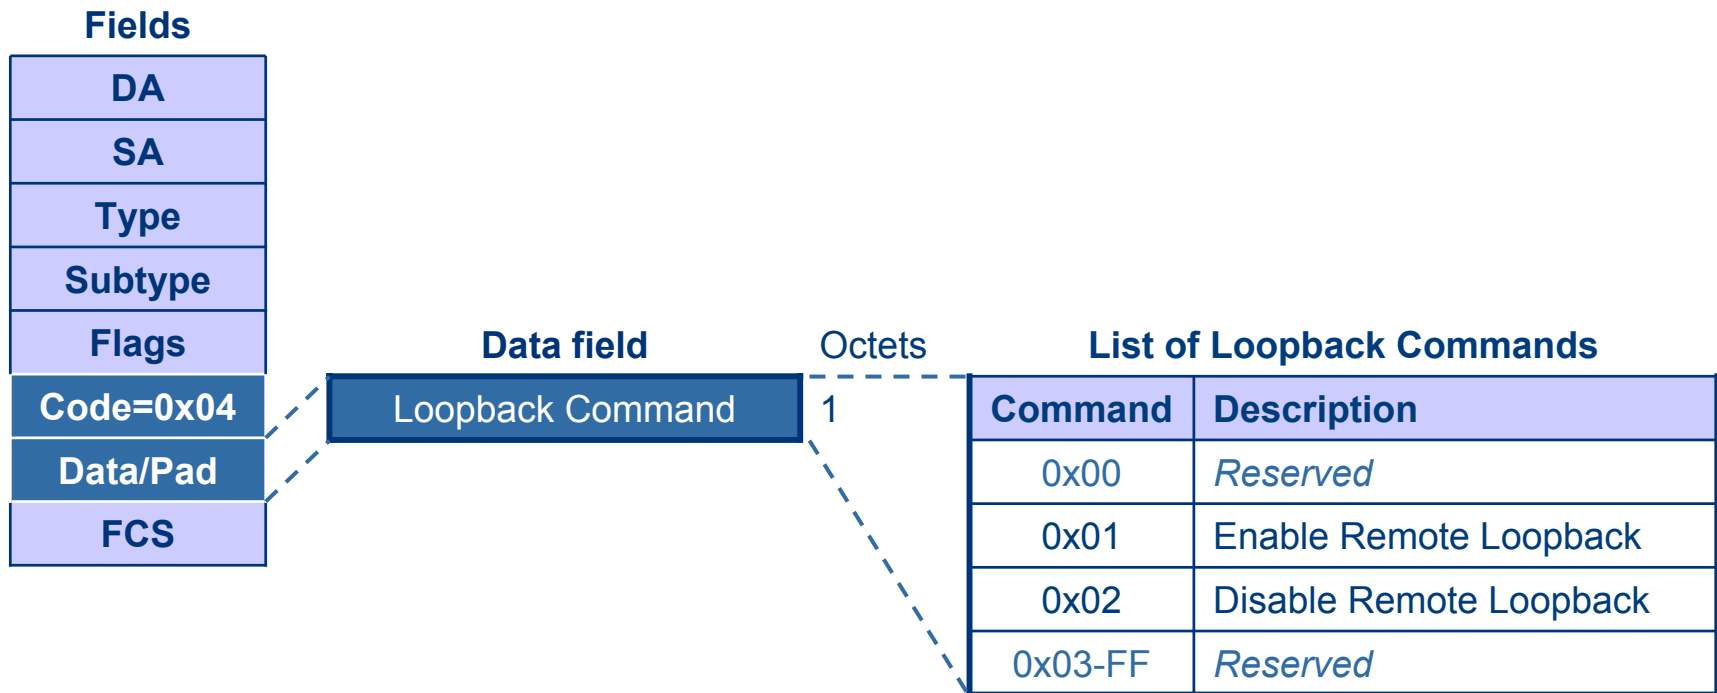 Fields
DA
SA
Type
Subtype
Flags
Code=0x04
Data/Pad
FCS
Data field
Octets
Loopback Command
1
List of Loopback Commands
Command Description
0x00 Reserved
0x01 Enable Remote Loopback
0x02 Disable Remote Loopback
0x03-FF Reserved